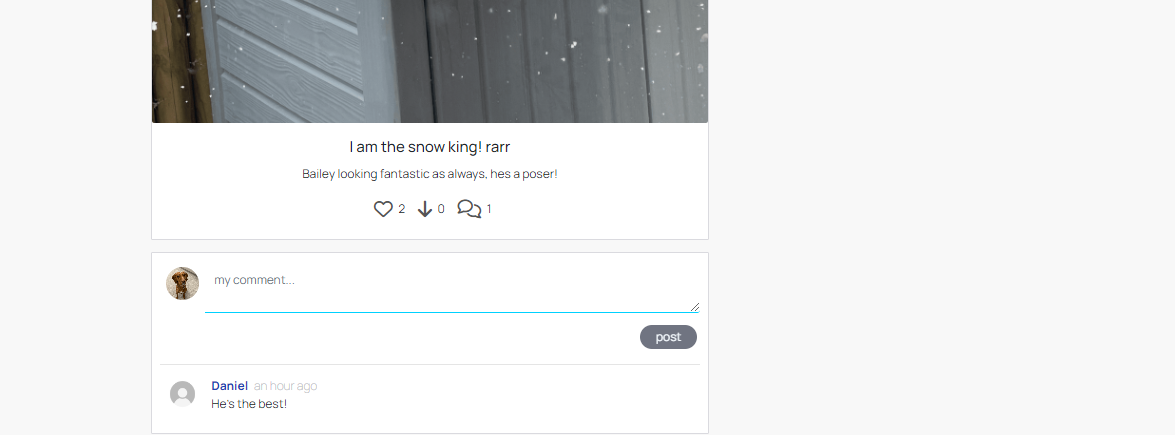 I am the snow king! rarr
Bailey looking fantastic as always, hes a poser!
2 0 1
my comment...
post
Daniel an hour ago
He's the best!